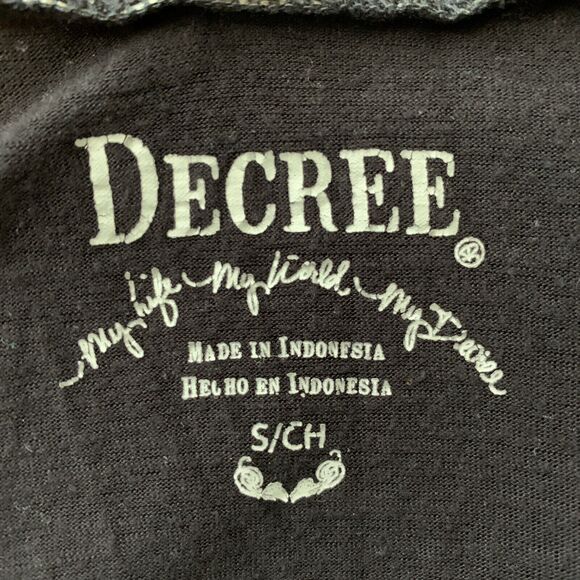 DECREE®
My Life My World My Decree
MADE IN INDONESIA
HECHO EN INDONESIA
S/CH